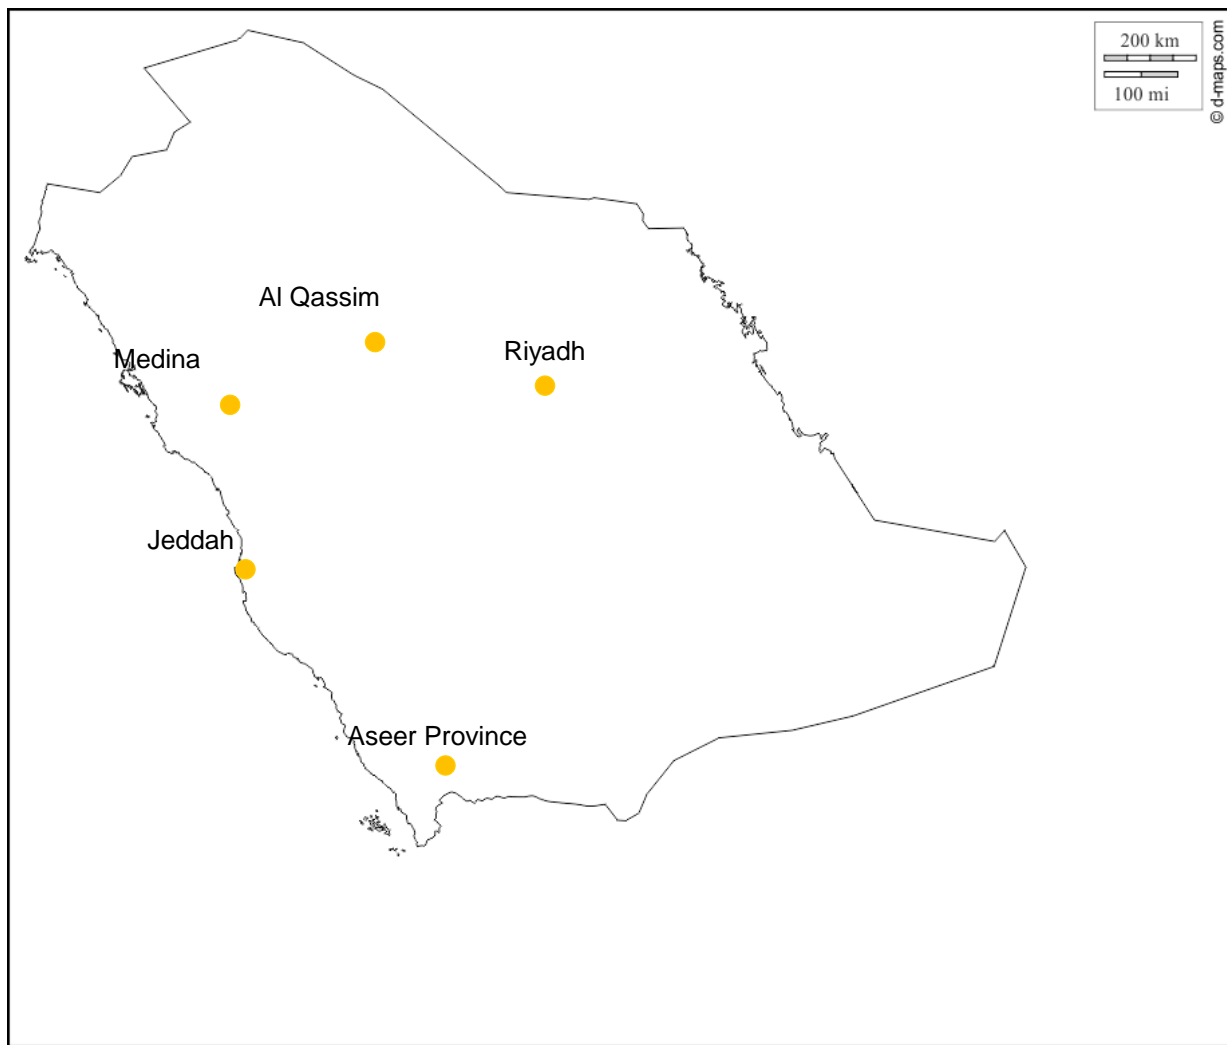 200 km
100 mi
© d-maps.com
Al Qassim
Riyadh
Medina
Jeddah
Aseer Province